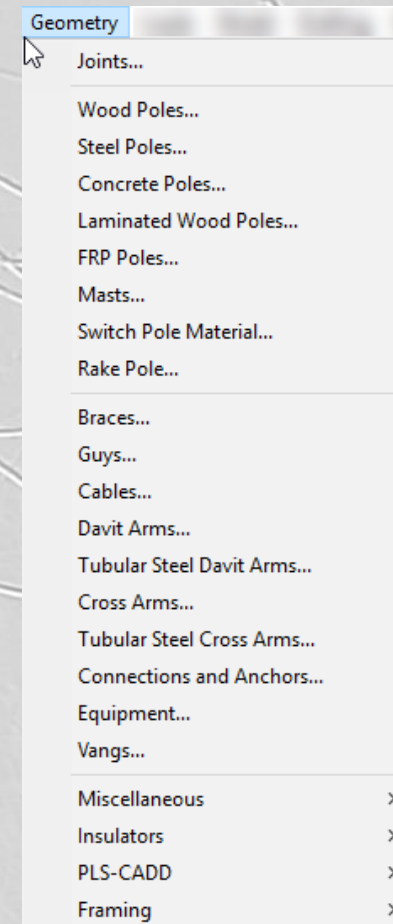 Geometry
Joints...
Wood Poles...
Steel Poles...
Concrete Poles...
Laminated Wood Poles...
FRP Poles...
Masts...
Switch Pole Material...
Rake Pole...
Braces...
Guys...
Cables...
Davit Arms...
Tubular Steel Davit Arms...
Cross Arms...
Tubular Steel Cross Arms...
Connections and Anchors...
Equipment...
Vangs...
Miscellaneous
Insulators
PLS-CADD
Framing